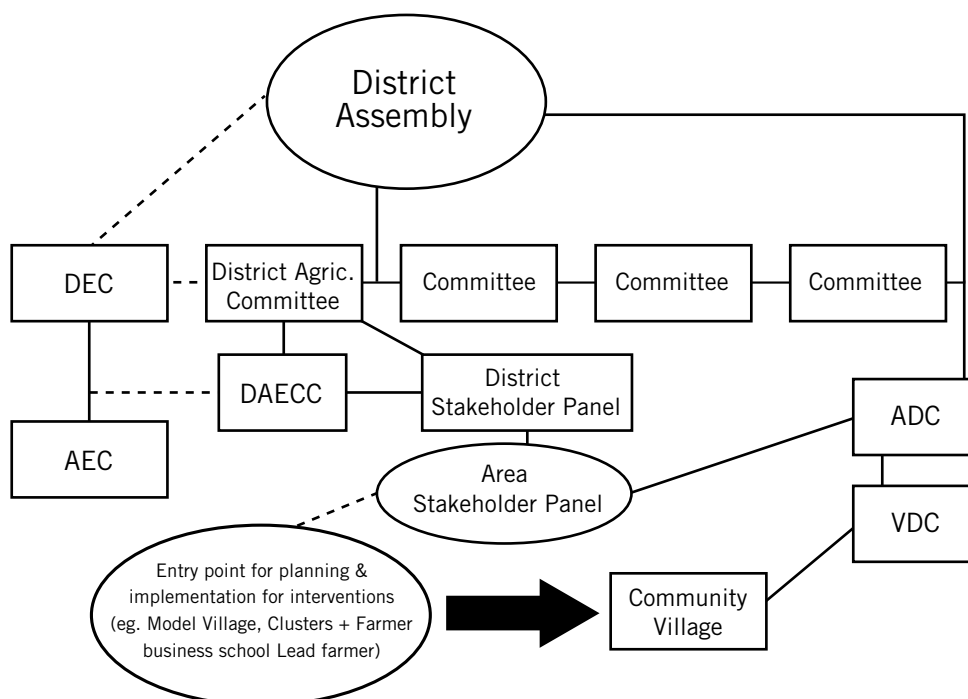 District
Assembly
DEC
District Agric.
Committee
Committee
Committee
Committee
DAECC
District
Stakeholder Panel
ADC
AEC
Area
Stakeholder Panel
VDC
Entry point for planning &
implementation for interventions
(eg. Model Village, Clusters + Farmer
business school Lead farmer)
Community
Village